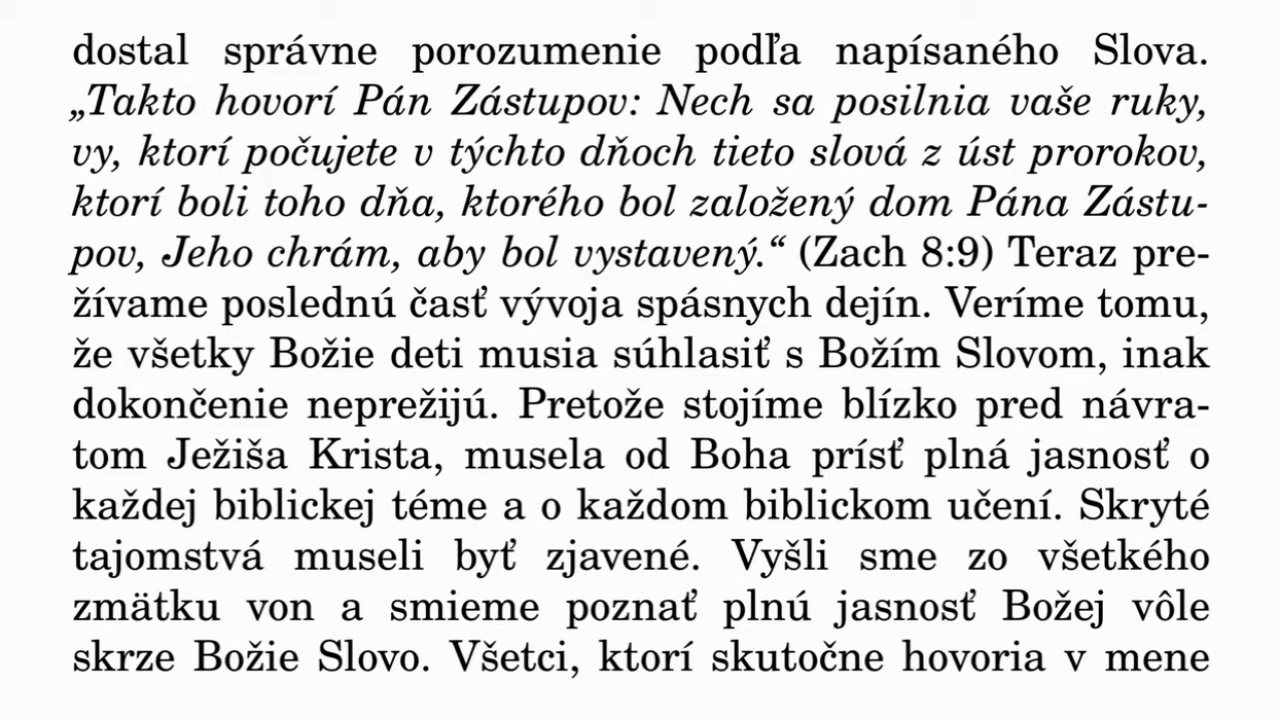 dostal správne porozumenie podľa napísaného Slova.
„Takto hovorí Pán Zástupov: Nech sa posilnia vaše ruky,
vy, ktorí počujete v týchto dňoch tieto slová z úst prorokov,
ktorí boli toho dňa, ktorého bol založený dom Pána Zástu-
pov, Jeho chrám, aby bol vystavený.“ (Zach 8:9) Teraz pre-
žívame poslednú časť vývoja spásnych dejín. Veríme tomu,
že všetky Božie deti musia súhlasiť s Božím Slovom, inak
dokončenie neprežijú. Pretože stojíme blízko pred návra-
tom Ježiša Krista, musela od Boha prísť plná jasnosť o
každej biblickej téme a o každom biblickom učení. Skryté
tajomstvá museli byť zjavené. Vyšli sme zo všetkého
zmätku von a smieme poznať plnú jasnosť Božej vôle
skrze Božie Slovo. Všetci, ktorí skutočne hovoria v mene